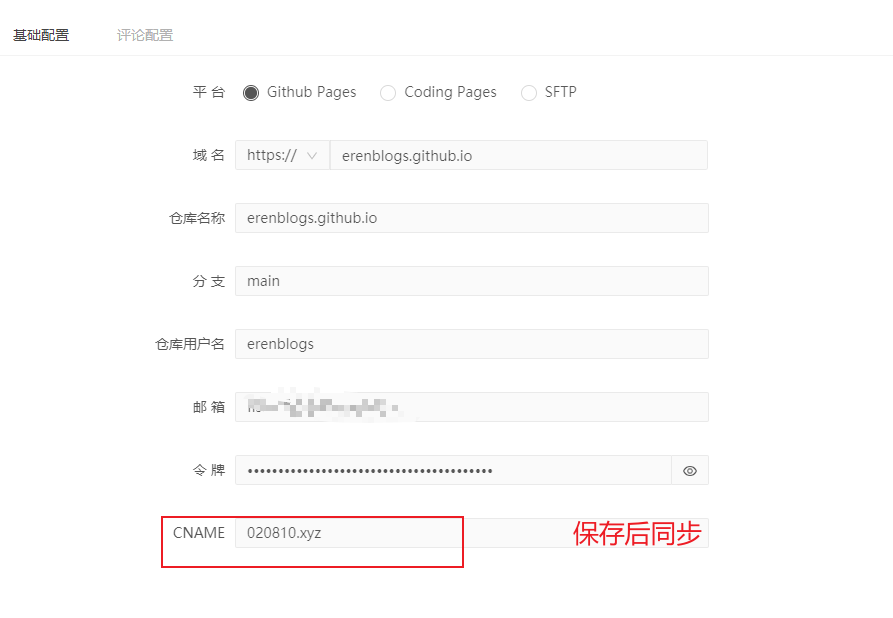 基础配置 评论配置
平台 Github Pages Coding Pages SFTP
域名 https:// erenblogs.github.io
仓库名称 erenblogs.github.io
分支 main
仓库用户名 erenblogs
邮箱
令牌 •••••••••••••••••••••••••••••••••••••••
CNAME 020810.xyz 保存后同步